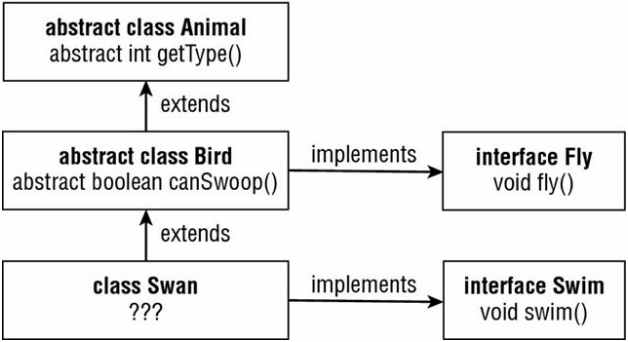 abstract class Animal
abstract int getType()
extends
abstract class Bird
abstract boolean canSwoop()
implements
interface Fly
void fly()
extends
class Swan
???
implements
interface Swim
void swim()